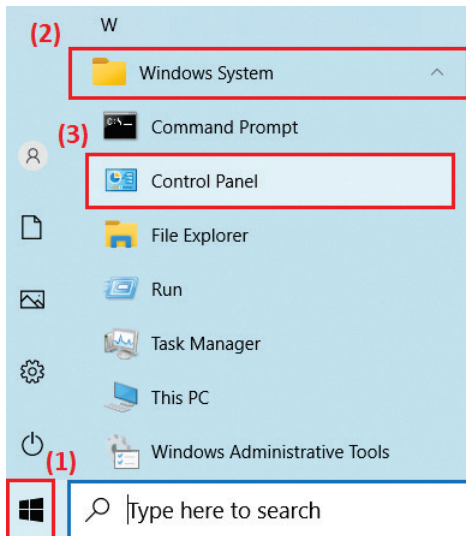 W
(2)
Windows System
Command Prompt
(3)
Control Panel
File Explorer
Run
Task Manager
This PC
Windows Administrative Tools
(1)
Type here to search